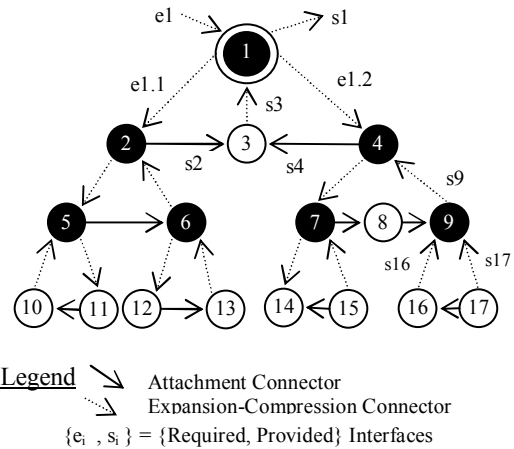 e1
s1
1
e1.1
e1.2
s3
2
3
4
s2
s4
s9
5
6
7
8
9
s16
s17
10
11
12
13
14
15
16
17
Legend
Attachment Connector
Expansion-Compression Connector
{ei , si } = {Required, Provided} Interfaces